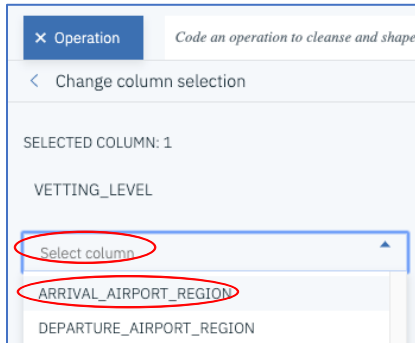 × Operation
Code an operation to cleanse and shape
< Change column selection
SELECTED COLUMN: 1
VETTING_LEVEL
Select column
ARRIVAL_AIRPORT_REGION
DEPARTURE_AIRPORT_REGION